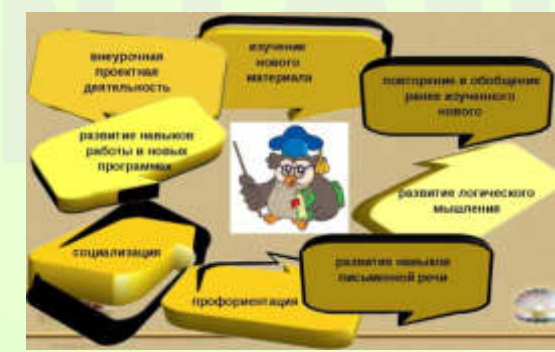 внеурочная
проектная
деятельность
изучение
нового
материала
повторение и обобщение
ранее изученного
нового
развитие навыков
работы в новых
программах
развитие логического
мышления
социализация
развитие навыков
письменной речи
профориентация